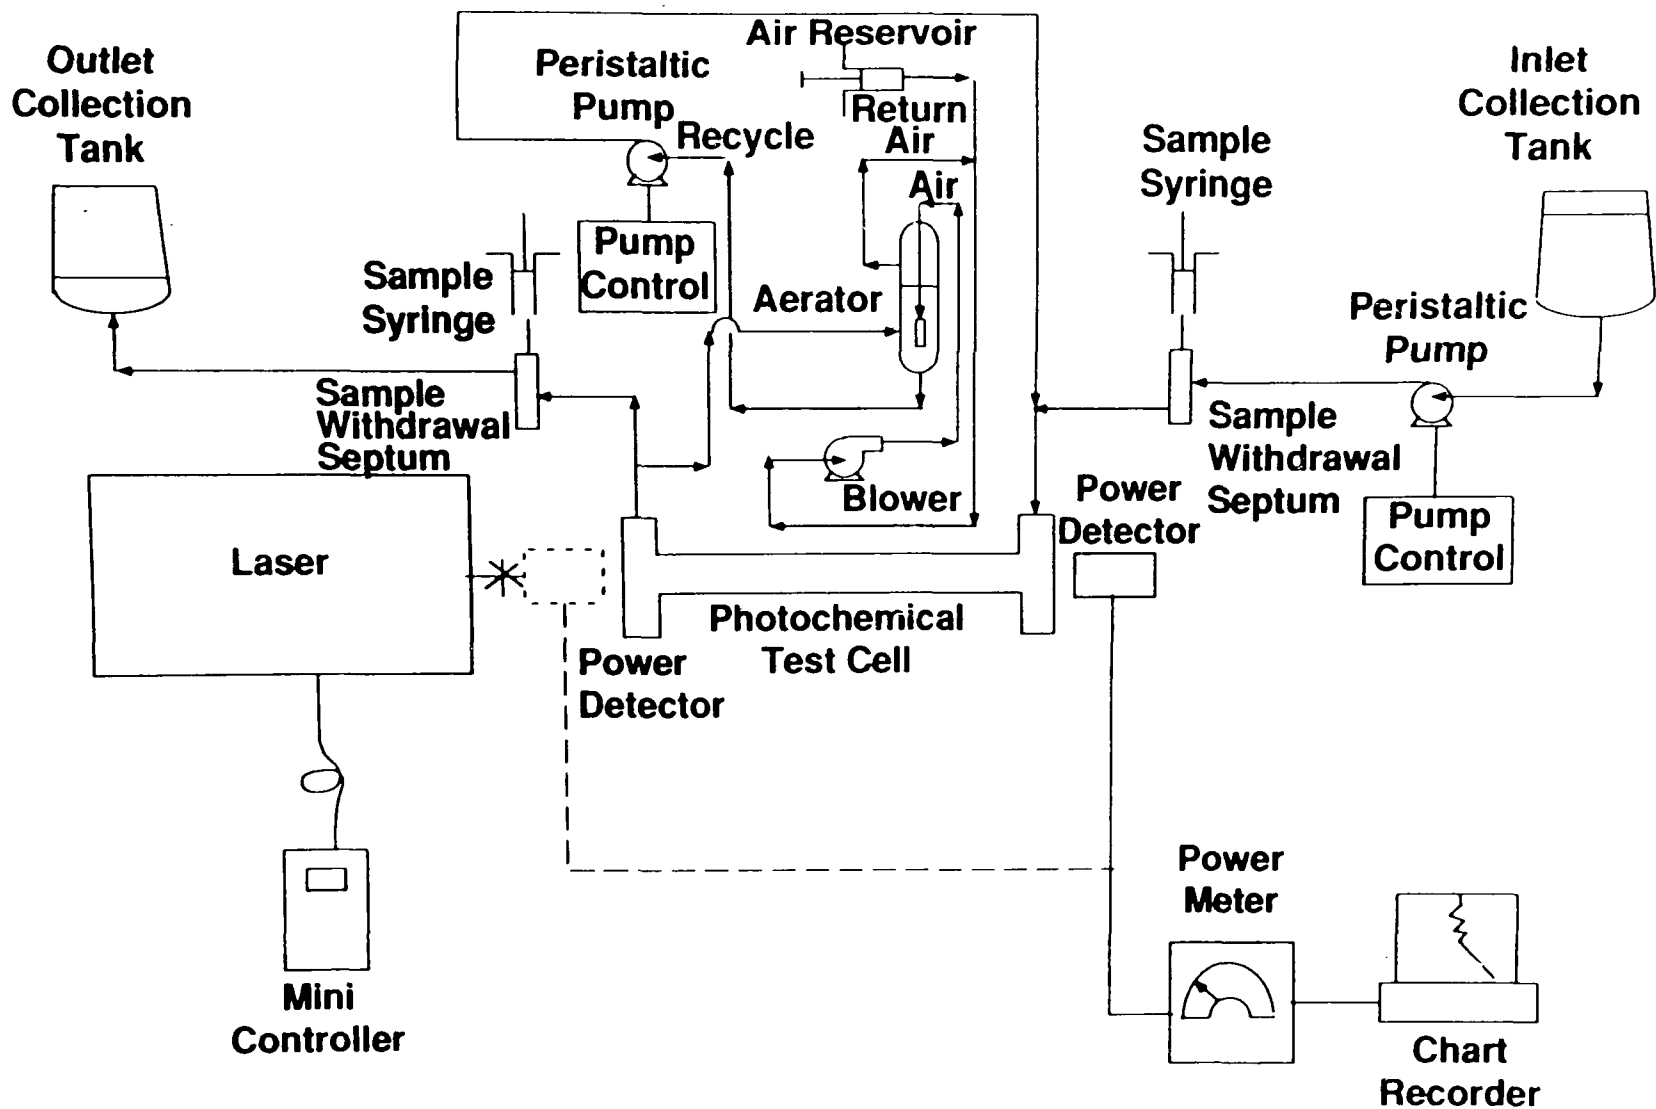 Air Reservoir
Outlet
Collection
Tank
Peristaltic
Pump
Recycle
Return
Air
Air
Inlet
Collection
Tank
Sample
Syringe
Pump
Control
Sample
Syringe
Aerator
Peristaltic
Pump
Sample
Withdrawal
Septum
Sample
Withdrawal
Septum
Blower
Power
Detector
Pump
Control
Laser
Photochemical
Test Cell
Power
Detector
Power
Meter
Mini
Controller
Chart
Recorder